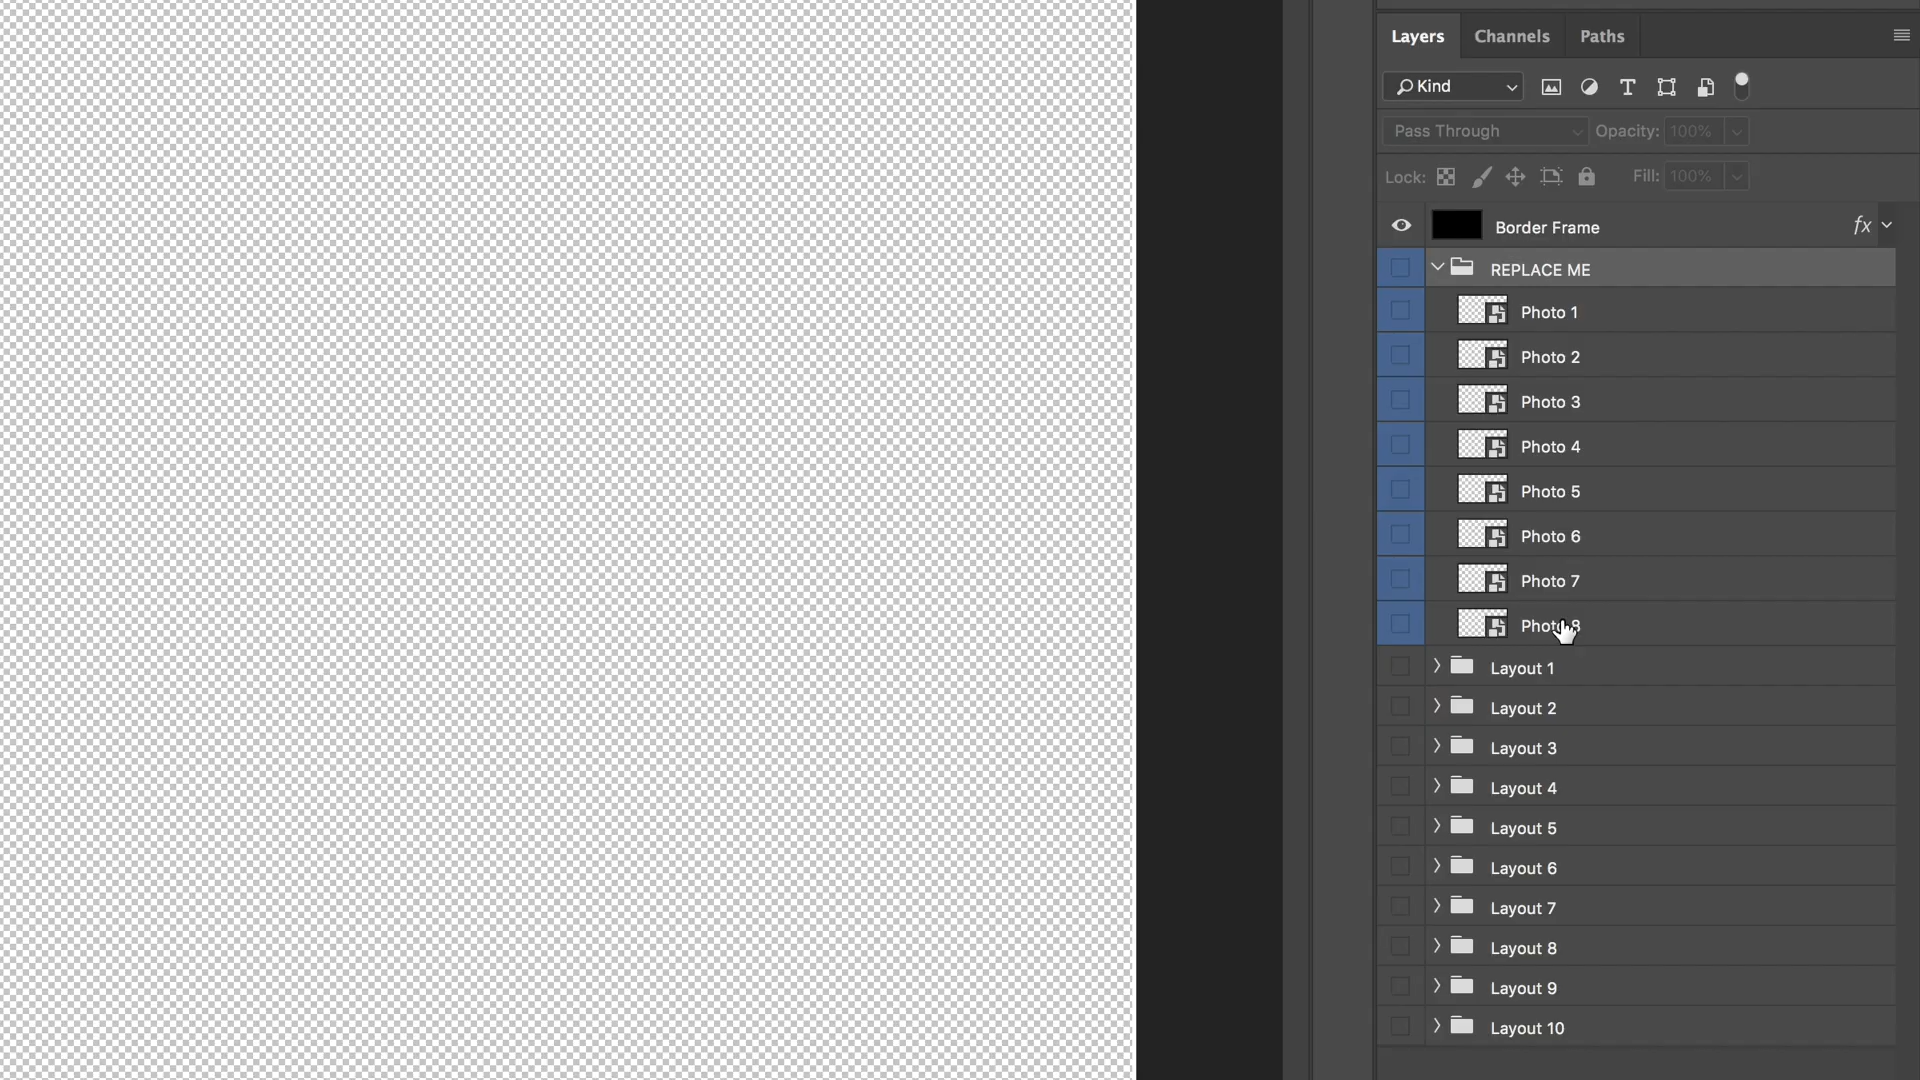 Layers Channels Paths
Kind
Pass Through Opacity: 100%
Lock: Fill: 100%
Border Frame fx
REPLACE ME
Photo 1
Photo 2
Photo 3
Photo 4
Photo 5
Photo 6
Photo 7
Photo 8
Layout 1
Layout 2
Layout 3
Layout 4
Layout 5
Layout 6
Layout 7
Layout 8
Layout 9
Layout 10